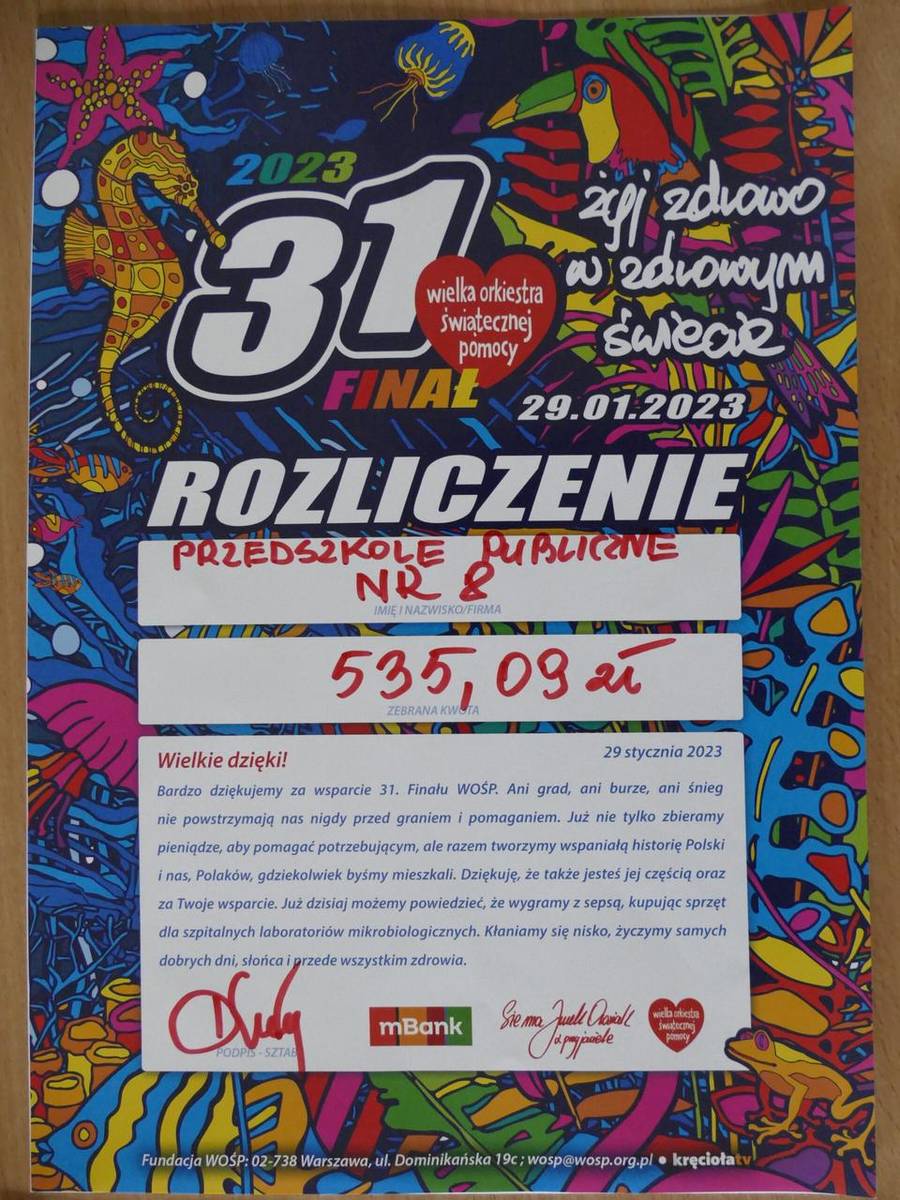 2023
31
wielka orkiestra
świątecznej
pomocy
FINAŁ
żyj zdrowo
w zdrowym
świecie
29.01.2023
ROZLICZENIE
PRZEDSZKOLE PUBLICZNE
NR 8
IMIĘ I NAZWISKO/FIRMA
535,09 zł
ZEBRANA KWOTA
Wielkie dzięki!
29 stycznia 2023
Bardzo dziękujemy za wsparcie 31. Finału WOŚP. Ani grad, ani burze, ani śnieg
nie powstrzymają nas nigdy przed graniem i pomaganiem. Już nie tylko zbieramy
pieniądze, aby pomagać potrzebującym, ale razem tworzymy wspaniałą historię Polski
i nas, Polaków, gdziekolwiek byśmy mieszkali. Dziękuję, że także jesteś jej częścią oraz
za Twoje wsparcie. Już dzisiaj możemy powiedzieć, że wygramy z sepsą, kupując sprzęt
dla szpitalnych laboratoriów mikrobiologicznych. Kłaniamy się nisko, życzymy samych
dobrych dni, słońca i przede wszystkim zdrowia.
PODPIS - SZTAB
mBank
Sie ma Jurek Owsiak
z przyjaciele
wielka orkiestra
świątecznej
pomocy
Fundacja WOŚP: 02-738 Warszawa, ul. Dominikańska 19c ; wosp@wosp.org.pl • kręciołatv